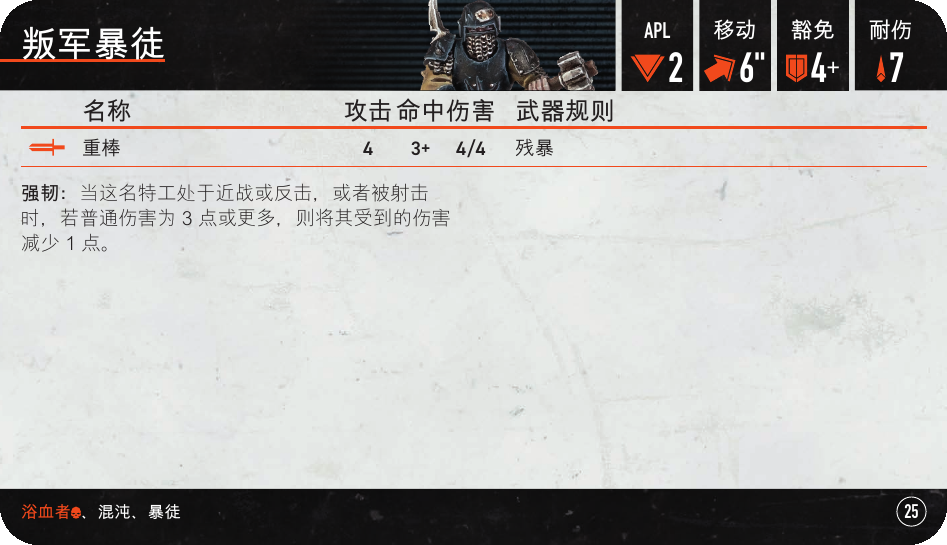 叛军暴徒
APL 移动 豁免 耐伤
2 6" 4+ 7
名称 攻击 命中 伤害 武器规则
重棒 4 3+ 4/4 残暴
强韧：当这名特工处于近战或反击，或者被射击
时，若普通伤害为 3 点或更多，则将其受到的伤害
减少 1 点。
浴血者、混沌、暴徒
25